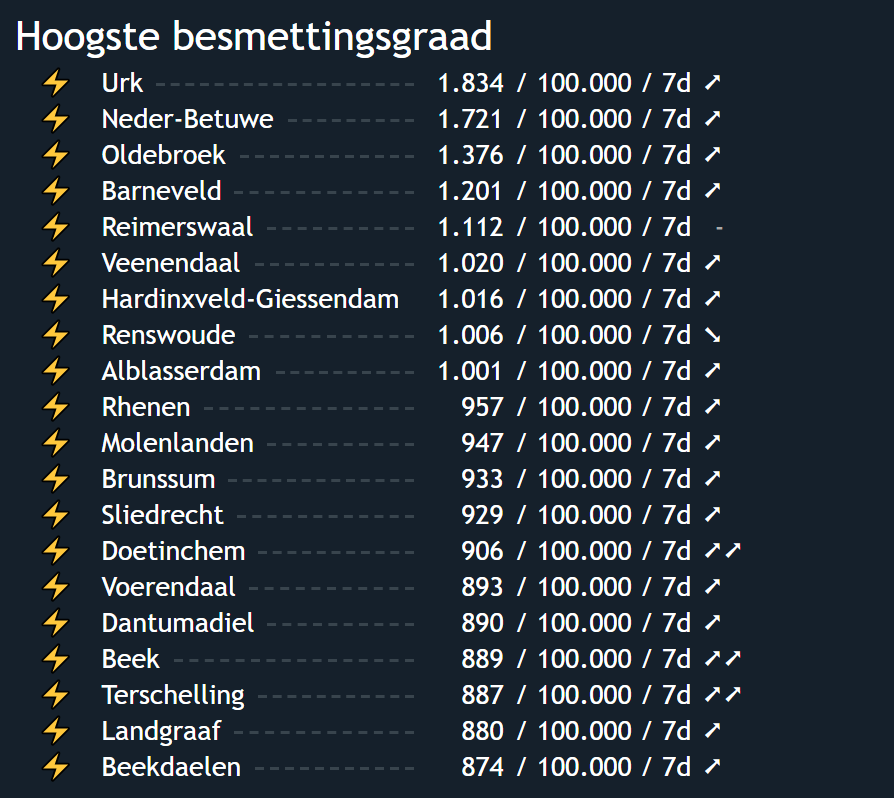 Hoogste besmettingsgraad
⚡ Urk 1.834 / 100.000 / 7d ➚
⚡ Neder-Betuwe 1.721 / 100.000 / 7d ➚
⚡ Oldebroek 1.376 / 100.000 / 7d ➚
⚡ Barneveld 1.201 / 100.000 / 7d ➚
⚡ Reimerswaal 1.112 / 100.000 / 7d -
⚡ Veenendaal 1.020 / 100.000 / 7d ➚
⚡ Hardinxveld-Giessendam 1.016 / 100.000 / 7d ➚
⚡ Renswoude 1.006 / 100.000 / 7d ➘
⚡ Alblasserdam 1.001 / 100.000 / 7d ➚
⚡ Rhenen 957 / 100.000 / 7d ➚
⚡ Molenlanden 947 / 100.000 / 7d ➚
⚡ Brunssum 933 / 100.000 / 7d ➚
⚡ Sliedrecht 929 / 100.000 / 7d ➚
⚡ Doetinchem 906 / 100.000 / 7d ➚➚
⚡ Voerendaal 893 / 100.000 / 7d ➚
⚡ Dantumadiel 890 / 100.000 / 7d ➚
⚡ Beek 889 / 100.000 / 7d ➚➚
⚡ Terschelling 887 / 100.000 / 7d ➚➚
⚡ Landgraaf 880 / 100.000 / 7d ➚
⚡ Beekdaelen 874 / 100.000 / 7d ➚